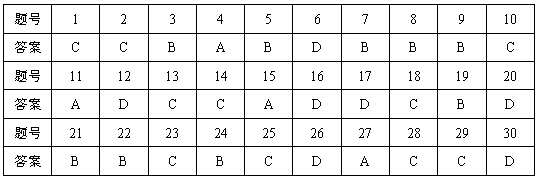 题号 1 2 3 4 5 6 7 8 9 10
答案 C C B A B D B B B C
题号 11 12 13 14 15 16 17 18 19 20
答案 A D C C A D D C B D
题号 21 22 23 24 25 26 27 28 29 30
答案 B B C B C D A C C D